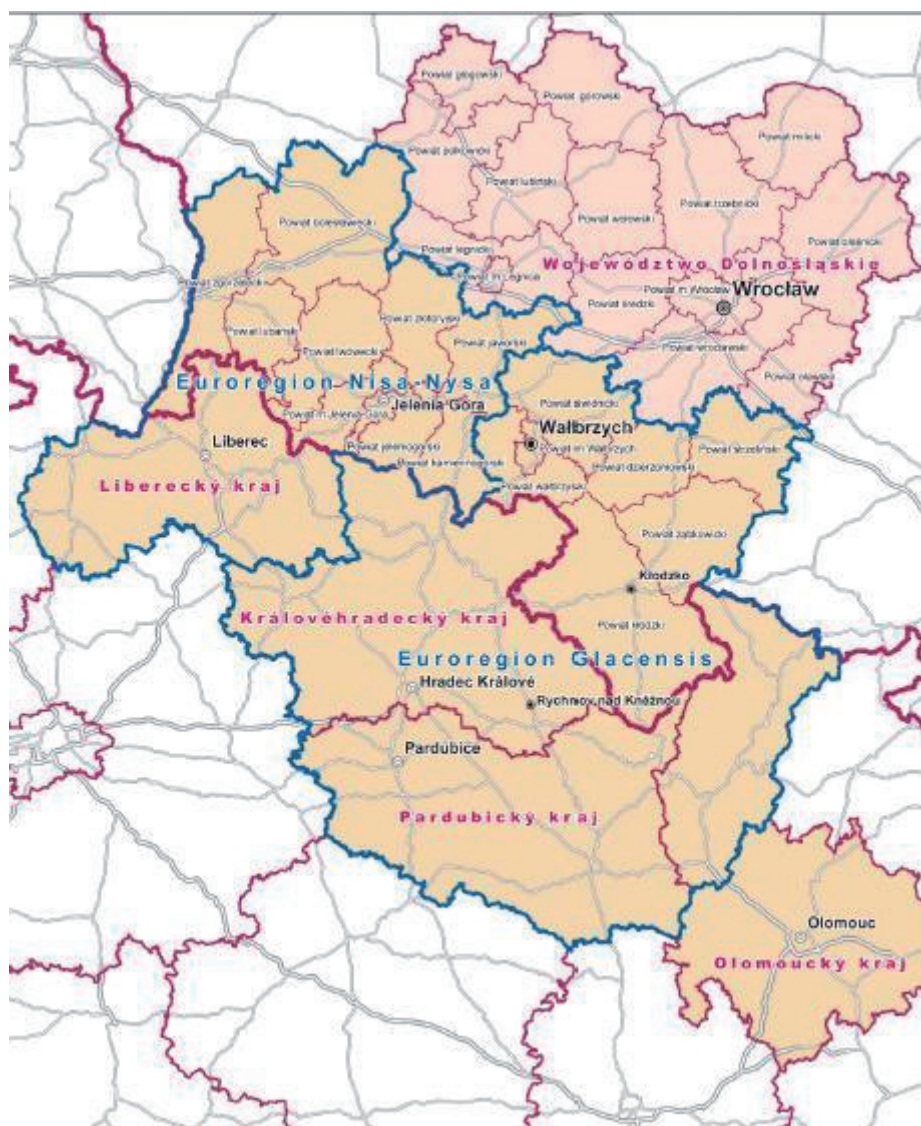 Powiat głogowski
Powiat górowski
Powiat milicki
Powiat polkowicki
Powiat lubiński
Powiat trzebnicki
Powiat wołowski
Powiat bolesławiecki
Powiat oleśnicki
Powiat legnicki
Województwo Dolnośląskie
Powiat m Legnica
Powiat zgorzelecki
Powiat m Wrocław
Wrocław
Powiat średzki
Powiat złotoryjski
Powiat lubański
Powiat jaworski
Powiat wrocławski
Powiat lwówecki
Powiat oławski
Euroregion Nisa-Nysa
Jelenia Góra
Powiat m Jelenia Góra
Powiat świdnicki
Wałbrzych
Liberec
Powiat jeleniogórski
Powiat m Wałbrzych
Powiat strzeliński
Powiat kamiennogórski
Powiat dzierżoniowski
Liberecký kraj
Powiat wałbrzyski
Powiat ząbkowicki
Kłodzko
Královéhradecký kraj
Powiat kłodzki
Euroregion Glacensis
Hradec Králové
Rychnov nad Kněžnou
Pardubice
Pardubický kraj
Olomouc
Olomoucký kraj